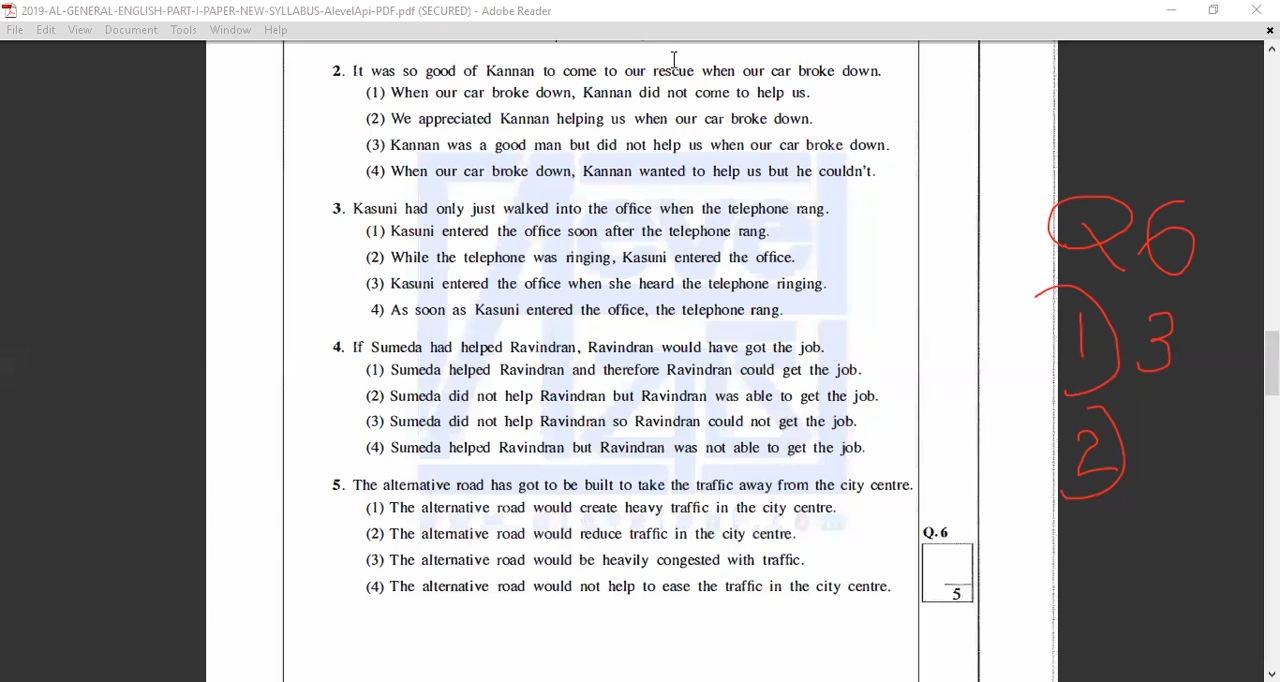 2019-AL-GENERAL-ENGLISH-PART-I-PAPER-NEW-SYLLABUS-AlevelApi-PDF.pdf (SECURED) - Adobe Reader
File Edit View Document Tools Window Help
2. It was so good of Kannan to come to our rescue when our car broke down.
(1) When our car broke down, Kannan did not come to help us.
(2) We appreciated Kannan helping us when our car broke down.
(3) Kannan was a good man but did not help us when our car broke down.
(4) When our car broke down, Kannan wanted to help us but he couldn't.
3. Kasuni had only just walked into the office when the telephone rang.
(1) Kasuni entered the office soon after the telephone rang.
(2) While the telephone was ringing, Kasuni entered the office.
(3) Kasuni entered the office when she heard the telephone ringing.
4) As soon as Kasuni entered the office, the telephone rang.
4. If Sumeda had helped Ravindran, Ravindran would have got the job.
(1) Sumeda helped Ravindran and therefore Ravindran could get the job.
(2) Sumeda did not help Ravindran but Ravindran was able to get the job.
(3) Sumeda did not help Ravindran so Ravindran could not get the job.
(4) Sumeda helped Ravindran but Ravindran was not able to get the job.
5. The alternative road has got to be built to take the traffic away from the city centre.
(1) The alternative road would create heavy traffic in the city centre.
(2) The alternative road would reduce traffic in the city centre.
(3) The alternative road would be heavily congested with traffic.
(4) The alternative road would not help to ease the traffic in the city centre.
Q.6
5
Q6
1) 3
2)